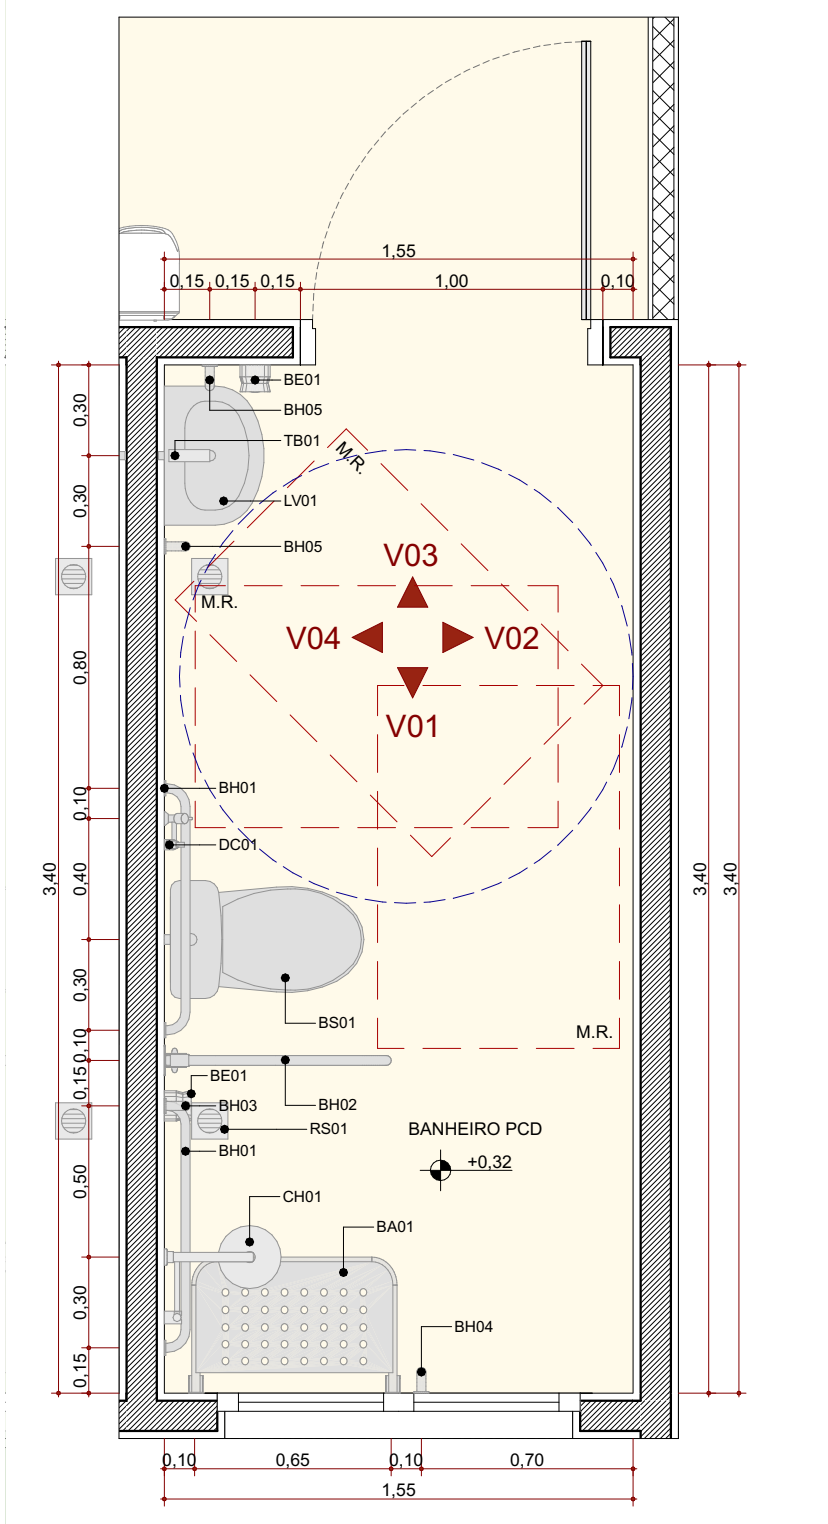 1,55
0,15
0,15
0,15
1,00
0,10
BE01
BH05
TB01
LV01
BH05
M.R.
M.R.
V03
V04
V02
V01
BH01
DC01
BS01
M.R.
BE01
BH03
BH02
RS01
BH01
BANHEIRO PCD
+0,32
CH01
BA01
BH04
0,30
0,30
0,80
0,10
0,40
0,30
0,10
0,15
0,50
0,30
0,15
3,40
3,40
3,40
0,10
0,65
0,10
0,70
1,55